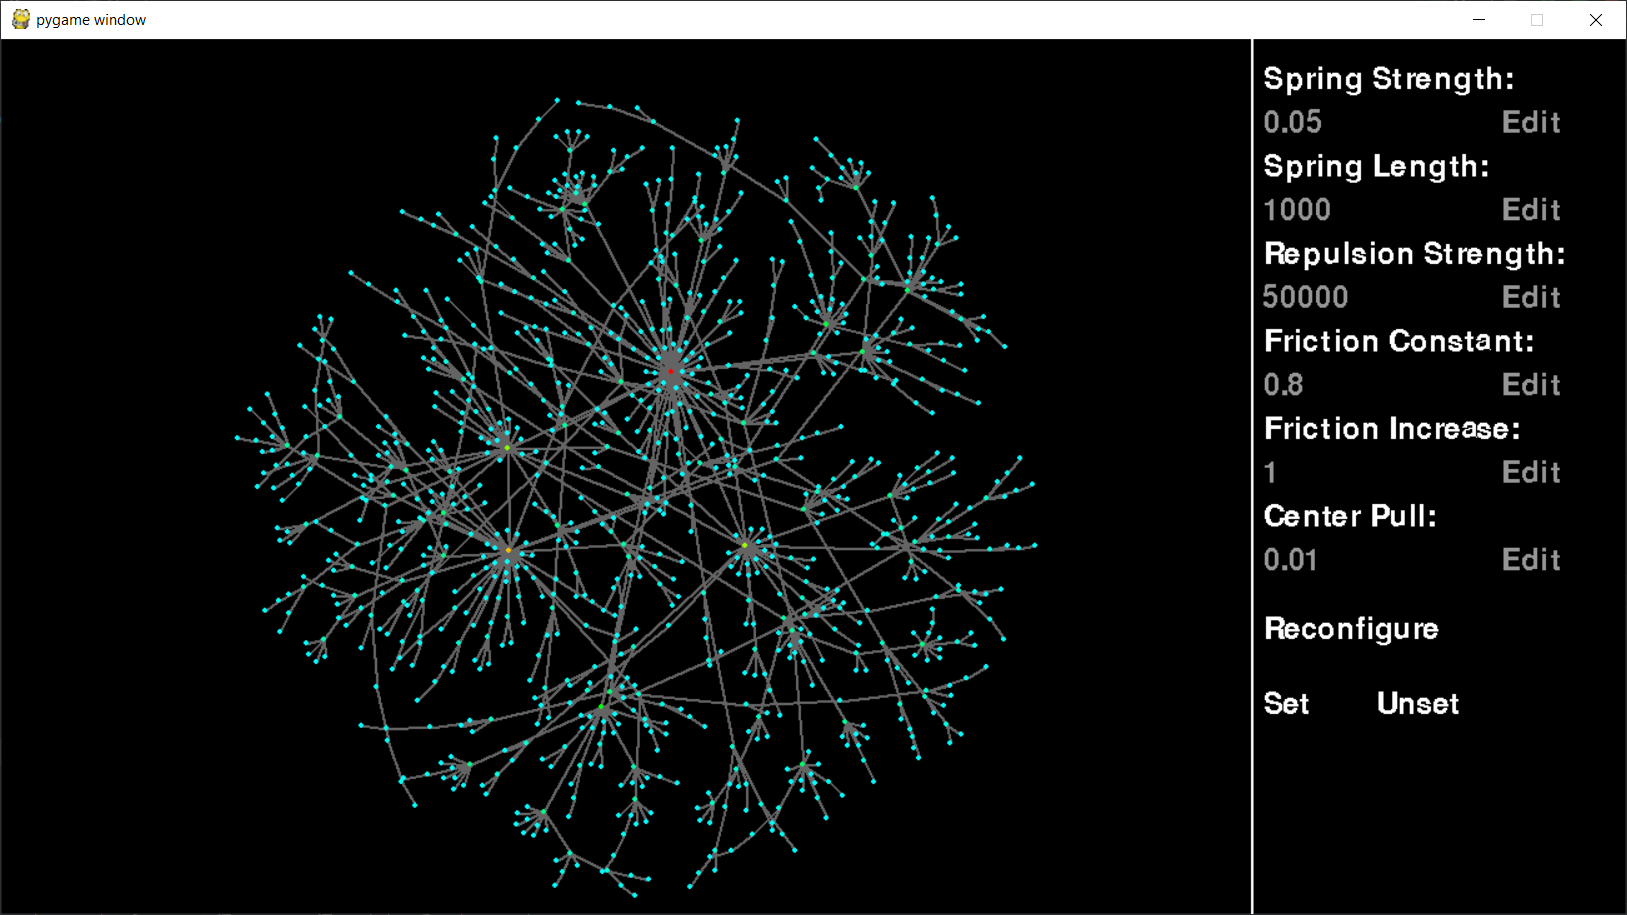 pygame window
Spring Strength:
0.05 Edit
Spring Length:
1000 Edit
Repulsion Strength:
50000 Edit
Friction Constant:
0.8 Edit
Friction Increase:
1 Edit
Center Pull:
0.01 Edit
Reconfigure
Set Unset